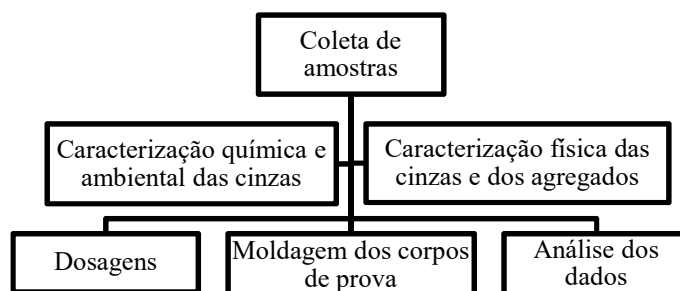 Coleta de
amostras
Caracterização química e
ambiental das cinzas
Caracterização física das
cinzas e dos agregados
Dosagens
Moldagem dos corpos
de prova
Análise dos
dados